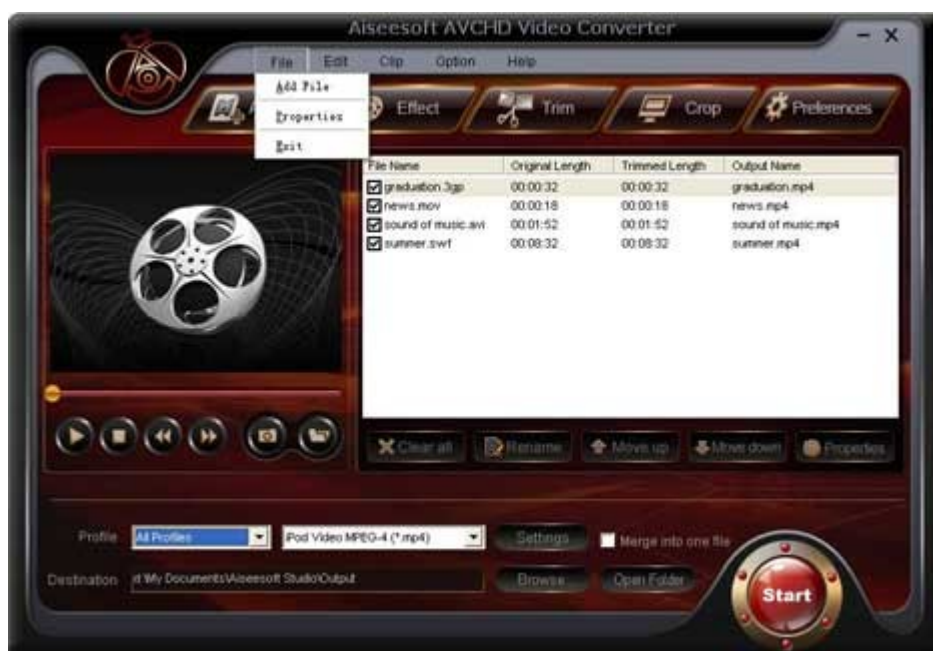 Aiseesoft AVCHD Video Converter
File Edit Clip Option Help
Add File
Properties
Exit
Effect Trim Crop Preferences
File Name Original Length Trimmed Length Output Name
graduation.3gp 00:00:32 00:00:32 graduation.mp4
news.mov 00:00:18 00:00:18 news.mp4
sound of music.avi 00:01:52 00:01:52 sound of music.mp4
summer.swf 00:08:32 00:08:32 summer.mp4
Clear all Rename Move up Move down Properties
Profile All Profiles iPod Video MPEG-4 (*.mp4) Settings Merge into one file
Destination My Documents\Aiseesoft Studio\Output Browse Open Folder
Start